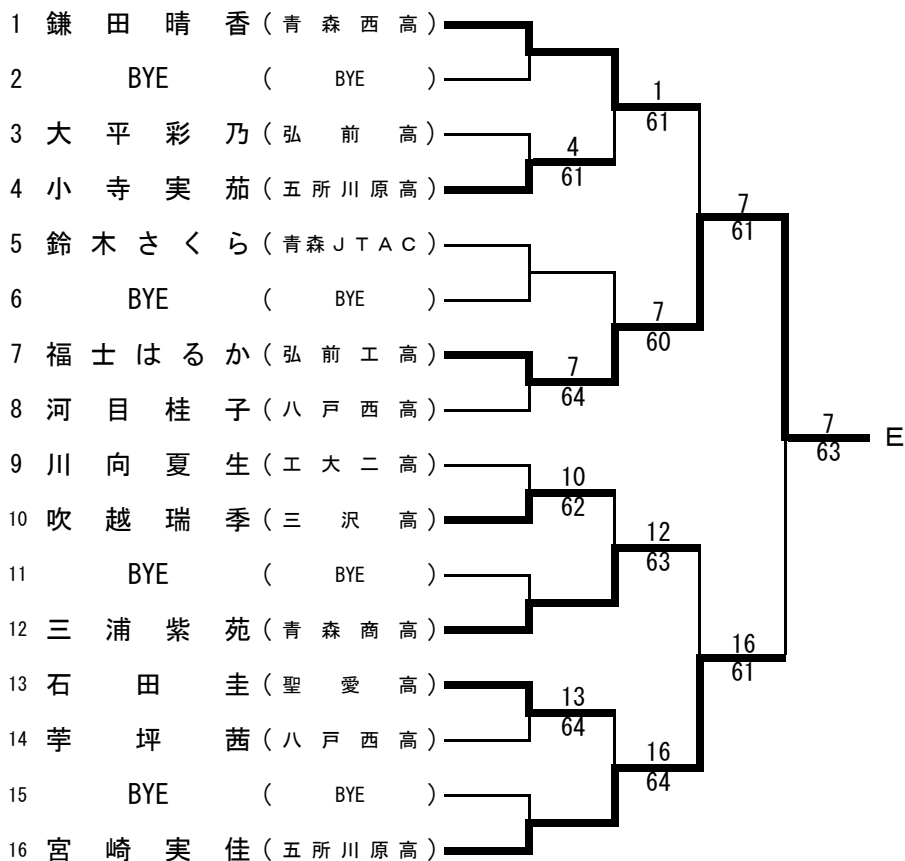 1 鎌田晴香 (青森西高)
2 BYE (BYE)
3 大平彩乃 (弘前高)
4 小寺実茄 (五所川原高)
5 鈴木さくら (青森JTAC)
6 BYE (BYE)
7 福士はるか (弘前工高)
8 河目桂子 (八戸西高)
9 川向夏生 (工大二高)
10 吹越瑞季 (三沢高)
11 BYE (BYE)
12 三浦紫苑 (青森商高)
13 石田圭 (聖愛高)
14 苧坪茜 (八戸西高)
15 BYE (BYE)
16 宮崎実佳 (五所川原高)
4
61
7
64
10
62
13
64
1
61
7
60
12
63
16
64
7
61
16
61
7
63
E